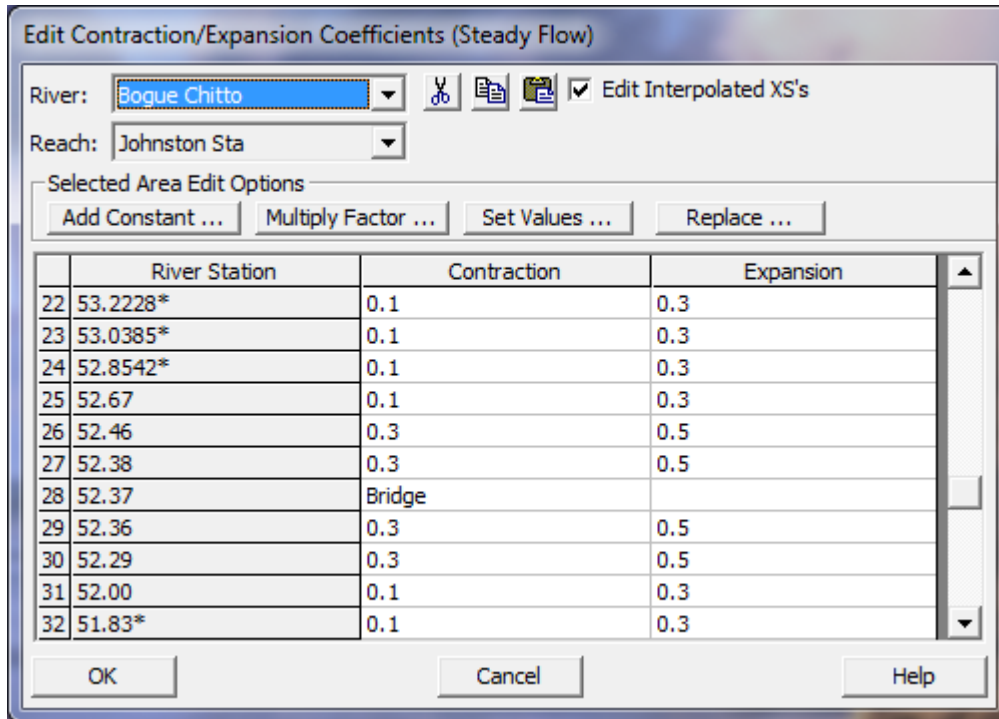 Edit Contraction/Expansion Coefficients (Steady Flow)
River: Bogue Chitto Edit Interpolated XS's
Reach: Johnston Sta
Selected Area Edit Options
Add Constant ... Multiply Factor ... Set Values ... Replace ...
River Station Contraction Expansion
22 53.2228* 0.1 0.3
23 53.0385* 0.1 0.3
24 52.8542* 0.1 0.3
25 52.67 0.1 0.3
26 52.46 0.3 0.5
27 52.38 0.3 0.5
28 52.37 Bridge
29 52.36 0.3 0.5
30 52.29 0.3 0.5
31 52.00 0.1 0.3
32 51.83* 0.1 0.3
OK Cancel Help